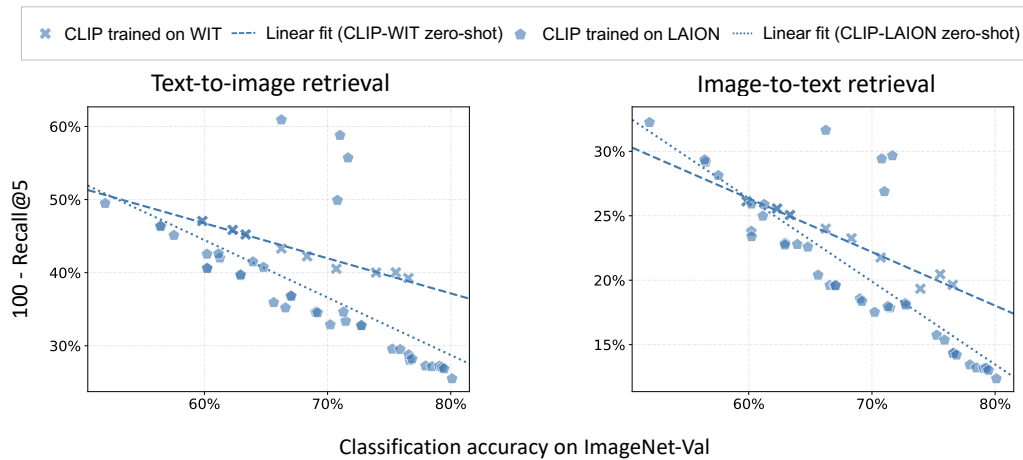 CLIP trained on WIT Linear fit (CLIP-WIT zero-shot) CLIP trained on LAION Linear fit (CLIP-LAION zero-shot)
Text-to-image retrieval
Image-to-text retrieval
100 - Recall@5
60%
50%
40%
30%
60% 70% 80%
30%
25%
20%
15%
60% 70% 80%
Classification accuracy on ImageNet-Val